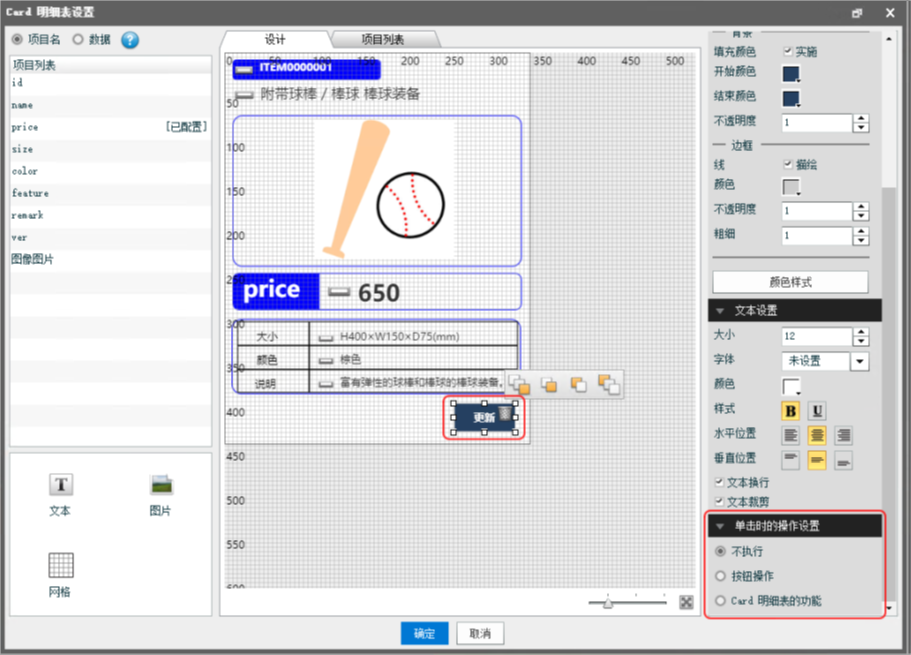 Card 明细表设置
项目名 数据 ?
项目列表
id
name
price [已配置]
size
color
feature
remark
ver
图像图片
T
文本
图片
网格
设计 项目列表
0 50 100 150 200 250 300 350 400 450 500
50
100
150
200
300
350
400
450
500
550
600
ITEM0000001
附带球棒 / 棒球 棒球装备
price 650
大小 H400×W150×D75(mm)
颜色 棕色
说明 富有弹性的球棒和棒球的棒球装备。
更新
背景
填充颜色 实施
开始颜色
结束颜色
不透明度 1
边框
线 描绘
颜色
不透明度 1
粗细 1
颜色样式
文本设置
大小 12
字体 未设置
颜色
样式 B U
水平位置
垂直位置
文本换行
文本裁剪
单击时的操作设置
不执行
按钮操作
Card 明细表的功能
确定 取消